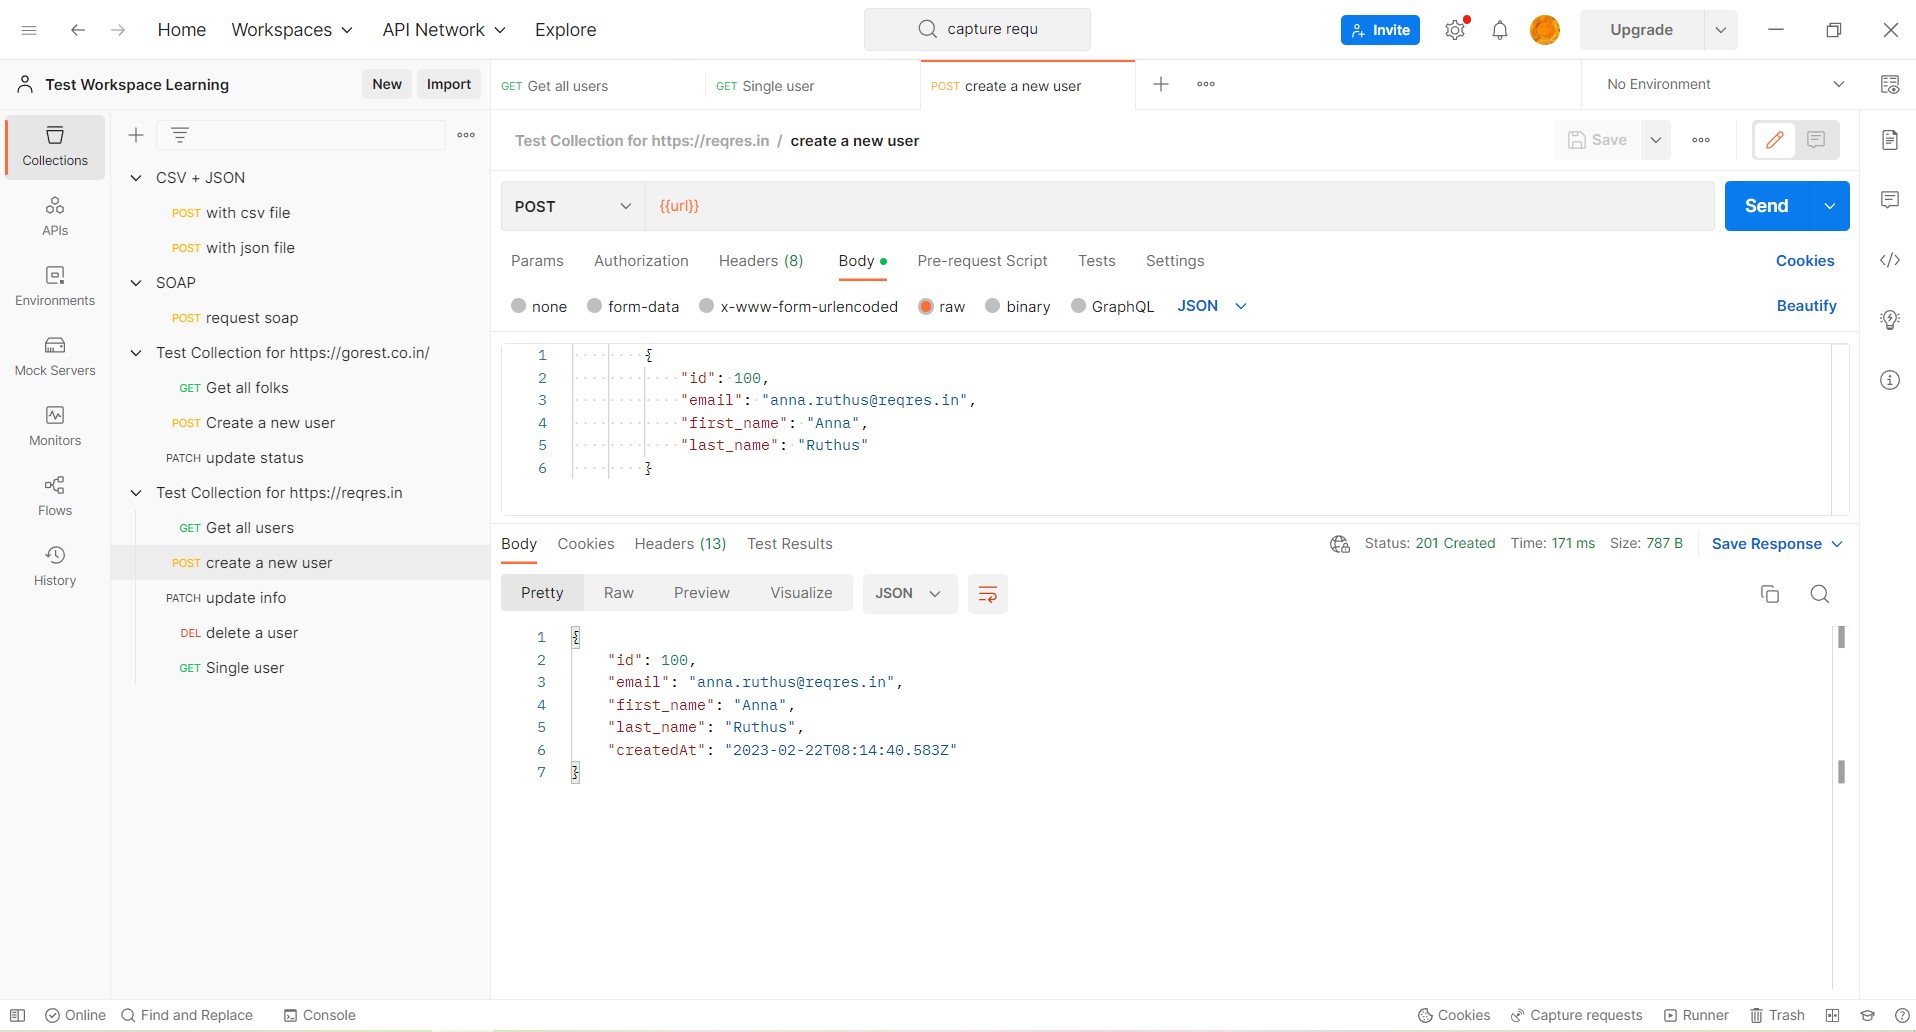 Home Workspaces API Network Explore capture requ Invite Upgrade
Test Workspace Learning New Import GET Get all users GET Single user POST create a new user No Environment
Collections
APIs
Environments
Mock Servers
Monitors
Flows
History
CSV + JSON
POST with csv file
POST with json file
SOAP
POST request soap
Test Collection for https://gorest.co.in/
GET Get all folks
POST Create a new user
PATCH update status
Test Collection for https://reqres.in
GET Get all users
POST create a new user
PATCH update info
DEL delete a user
GET Single user
Test Collection for https://reqres.in / create a new user Save
POST {{url}} Send
Params Authorization Headers (8) Body Pre-request Script Tests Settings Cookies
none form-data x-www-form-urlencoded raw binary GraphQL JSON Beautify
1 {
2 "id": 100,
3 "email": "anna.ruthus@reqres.in",
4 "first_name": "Anna",
5 "last_name": "Ruthus"
6 }
Body Cookies Headers (13) Test Results Status: 201 Created Time: 171 ms Size: 787 B Save Response
Pretty Raw Preview Visualize JSON
1 {
2 "id": 100,
3 "email": "anna.ruthus@reqres.in",
4 "first_name": "Anna",
5 "last_name": "Ruthus",
6 "createdAt": "2023-02-22T08:14:40.583Z"
7 }
Online Find and Replace Console Cookies Capture requests Runner Trash